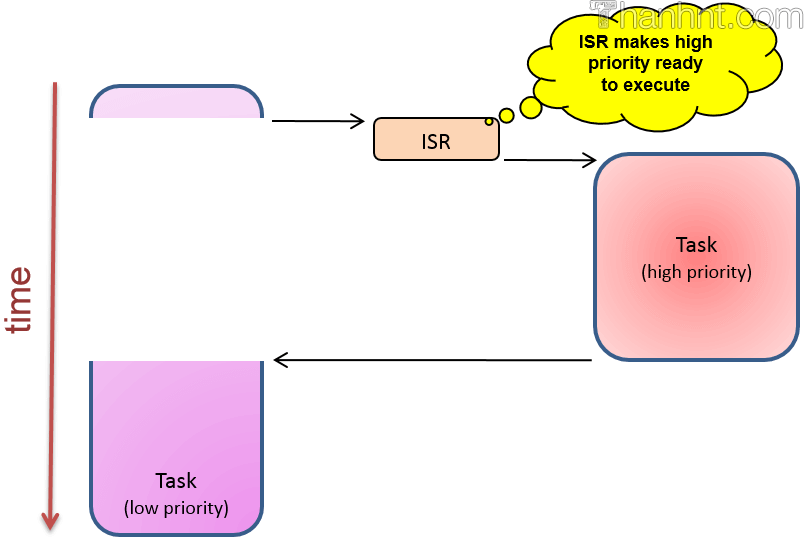 Thanhnt.com
ISR makes high
priority ready
to execute
ISR
Task
(high priority)
time
Task
(low priority)